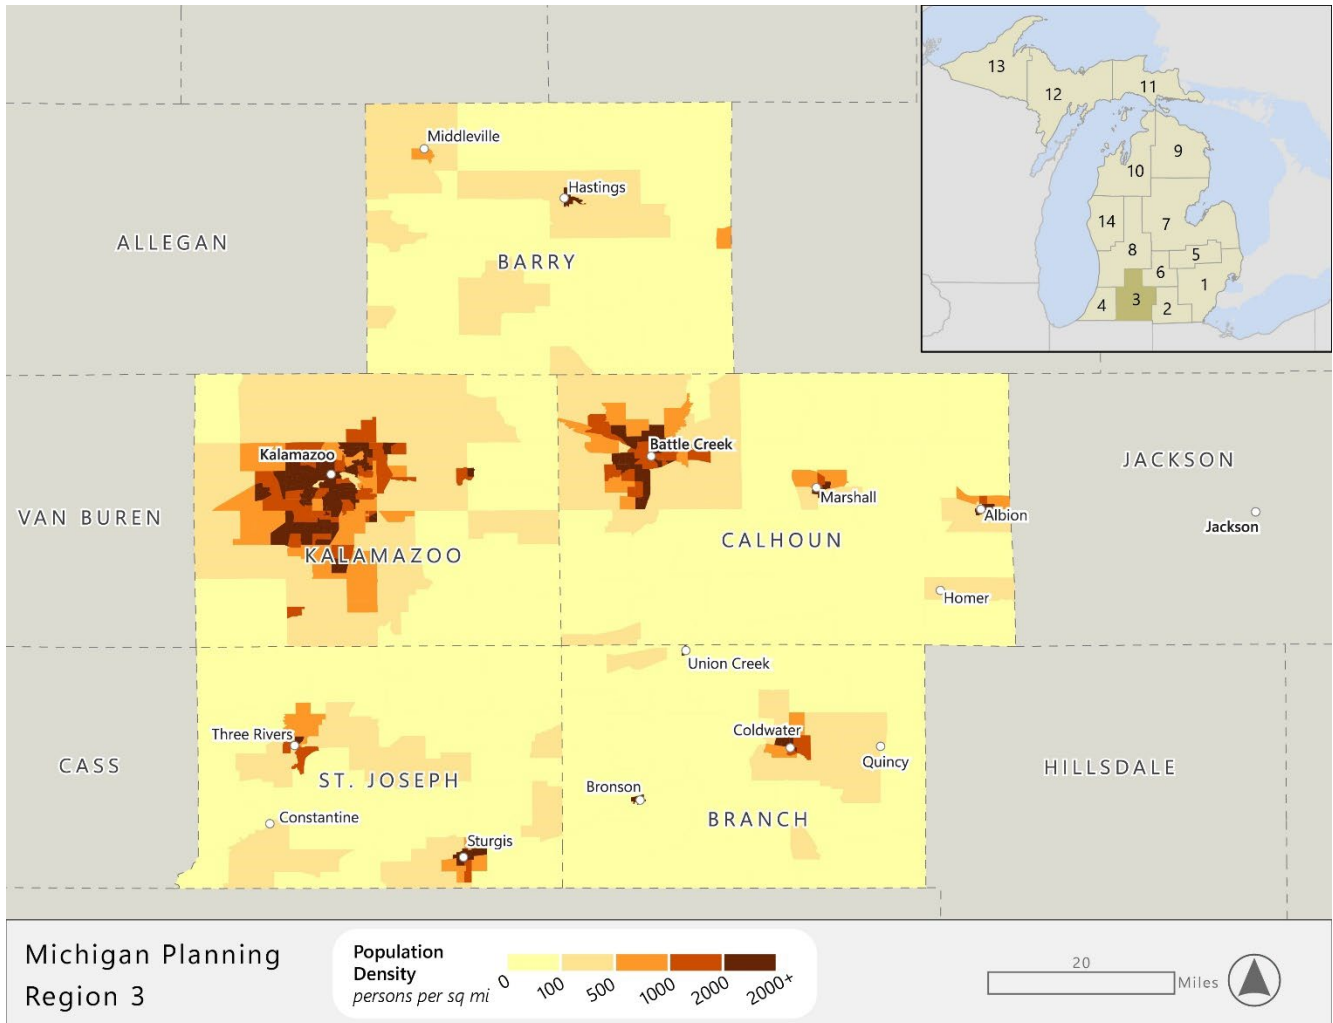 Middleville
Hastings
ALLEGAN
BARRY
13
12
11
9
10
14
7
8
5
6
1
4
3
2
Kalamazoo
Battle Creek
JACKSON
Marshall
VAN BUREN
Albion
Jackson
KALAMAZOO
CALHOUN
Homer
Union Creek
Three Rivers
Coldwater
CASS
ST. JOSEPH
Quincy
HILLSDALE
Bronson
Constantine
BRANCH
Sturgis
Michigan Planning
Region 3
Population
Density
persons per sq mi
0
100
500
1000
2000
2000+
20
Miles